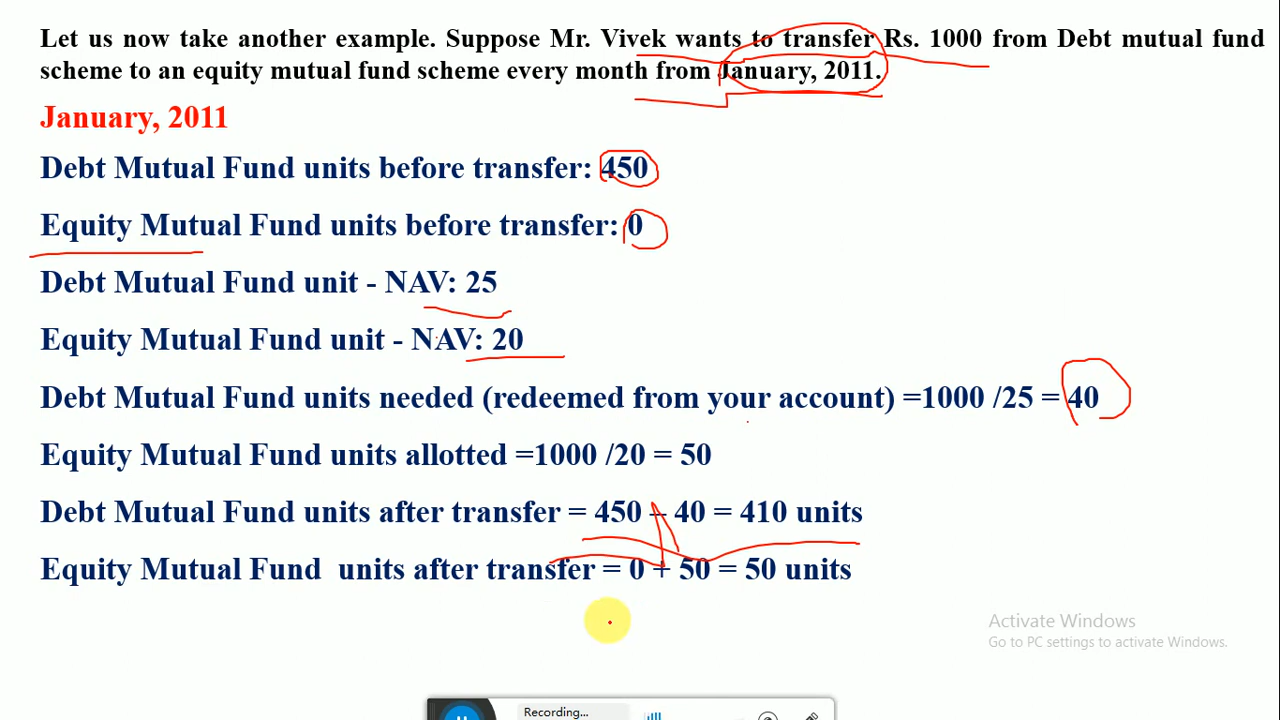 Let us now take another example. Suppose Mr. Vivek wants to transfer Rs. 1000 from Debt mutual fund
scheme to an equity mutual fund scheme every month from January, 2011.
January, 2011
Debt Mutual Fund units before transfer: 450
Equity Mutual Fund units before transfer: 0
Debt Mutual Fund unit - NAV: 25
Equity Mutual Fund unit - NAV: 20
Debt Mutual Fund units needed (redeemed from your account) =1000 /25 = 40
Equity Mutual Fund units allotted =1000 /20 = 50
Debt Mutual Fund units after transfer = 450 – 40 = 410 units
Equity Mutual Fund units after transfer = 0 + 50 = 50 units
Activate Windows
Go to PC settings to activate Windows.
Recording...